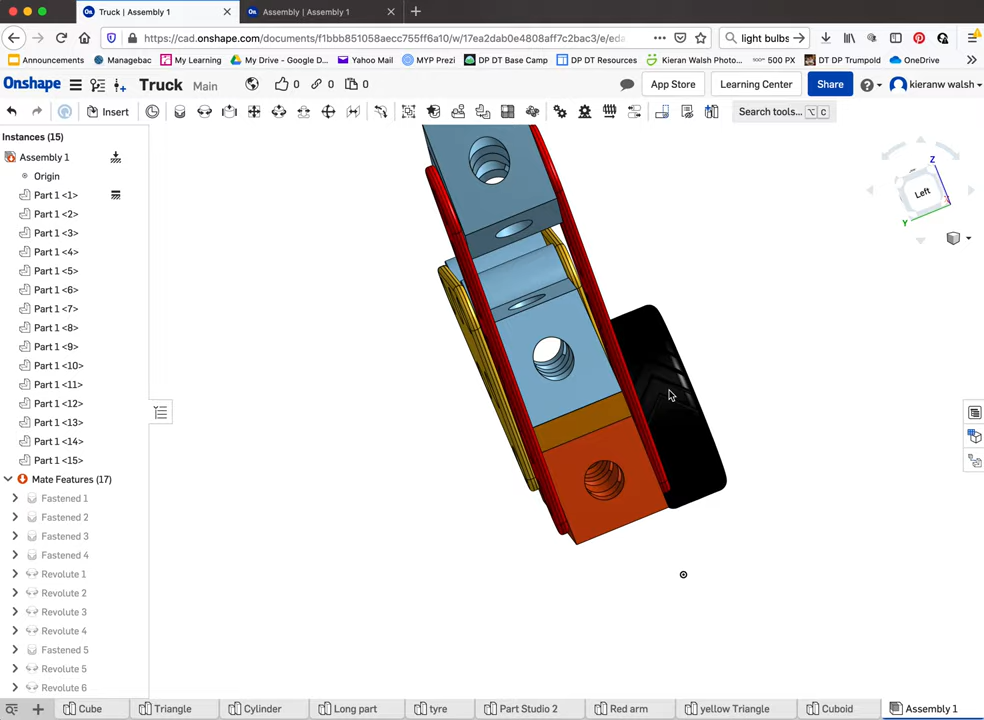 Truck | Assembly 1
Assembly | Assembly 1
https://cad.onshape.com/documents/f1bbb851058aecc755ff6a10/w/17ea2dab0e4808aff7c2bac3/e/eda
light bulbs
Announcements
Managebac
My Learning
My Drive - Google D...
Yahoo Mail
MYP Prezi
DP DT Base Camp
DP DT Resources
Kieran Walsh Photo...
500 PX
DT DP Trumpold
OneDrive
Onshape
Truck
Main
0
0
0
App Store
Learning Center
Share
kieranw walsh
Insert
Search tools...
C
Instances (15)
Assembly 1
Origin
Part 1 <1>
Part 1 <2>
Part 1 <3>
Part 1 <4>
Part 1 <5>
Part 1 <6>
Part 1 <7>
Part 1 <8>
Part 1 <9>
Part 1 <10>
Part 1 <11>
Part 1 <12>
Part 1 <13>
Part 1 <14>
Part 1 <15>
Mate Features (17)
Fastened 1
Fastened 2
Fastened 3
Fastened 4
Revolute 1
Revolute 2
Revolute 3
Revolute 4
Fastened 5
Revolute 5
Revolute 6
Z
Left
Y
Cube
Triangle
Cylinder
Long part
tyre
Part Studio 2
Red arm
yellow Triangle
Cuboid
Assembly 1